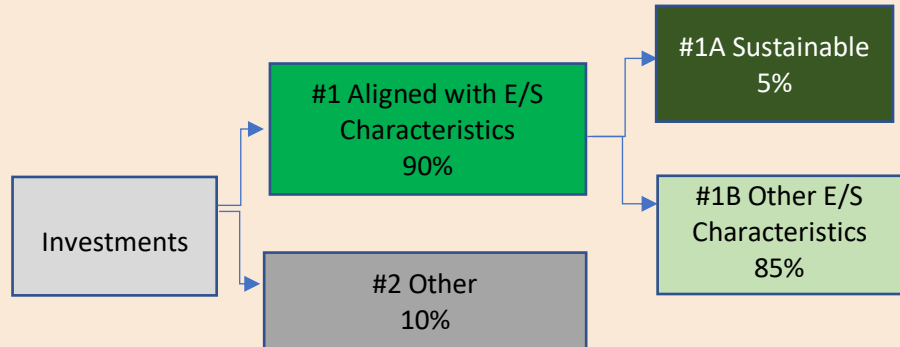 Investments
#1 Aligned with E/S
Characteristics
90%
#2 Other
10%
#1A Sustainable
5%
#1B Other E/S
Characteristics
85%